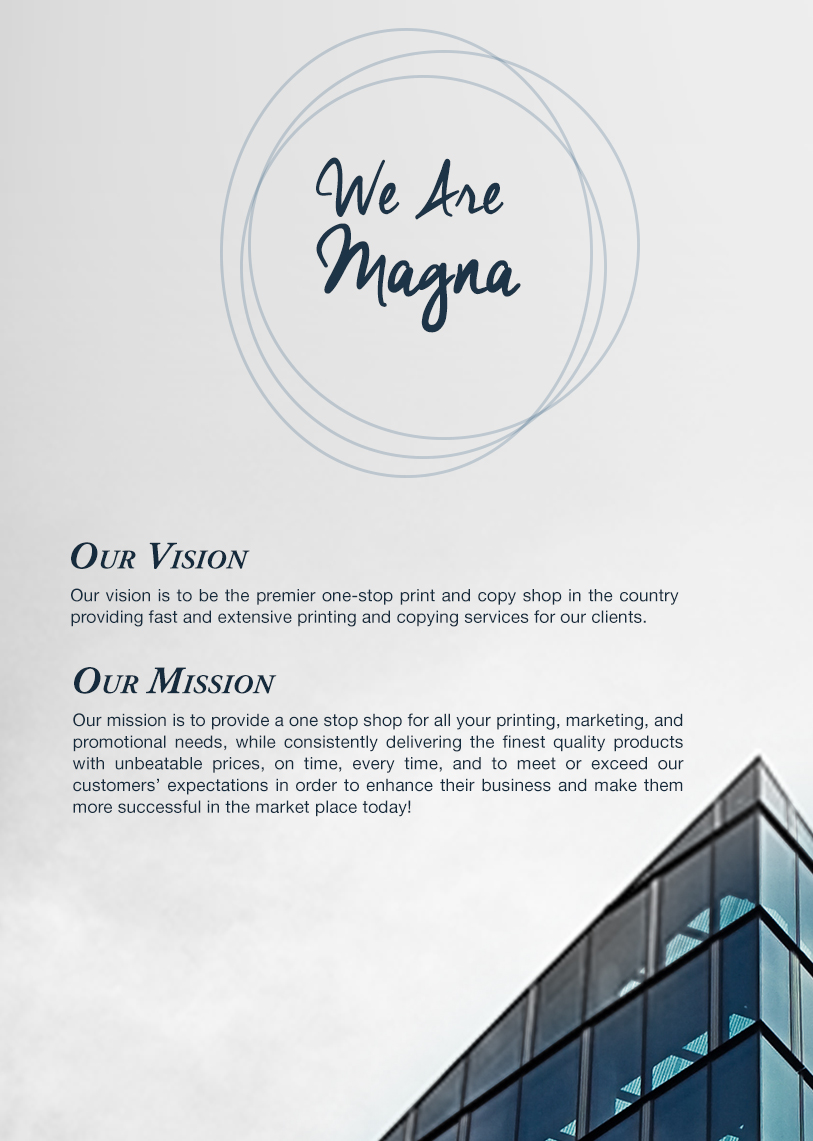 We Are
Magna
OUR VISION
Our vision is to be the premier one-stop print and copy shop in the country
providing fast and extensive printing and copying services for our clients.
OUR MISSION
Our mission is to provide a one stop shop for all your printing, marketing, and
promotional needs, while consistently delivering the finest quality products
with unbeatable prices, on time, every time, and to meet or exceed our
customers’ expectations in order to enhance their business and make them
more successful in the market place today!